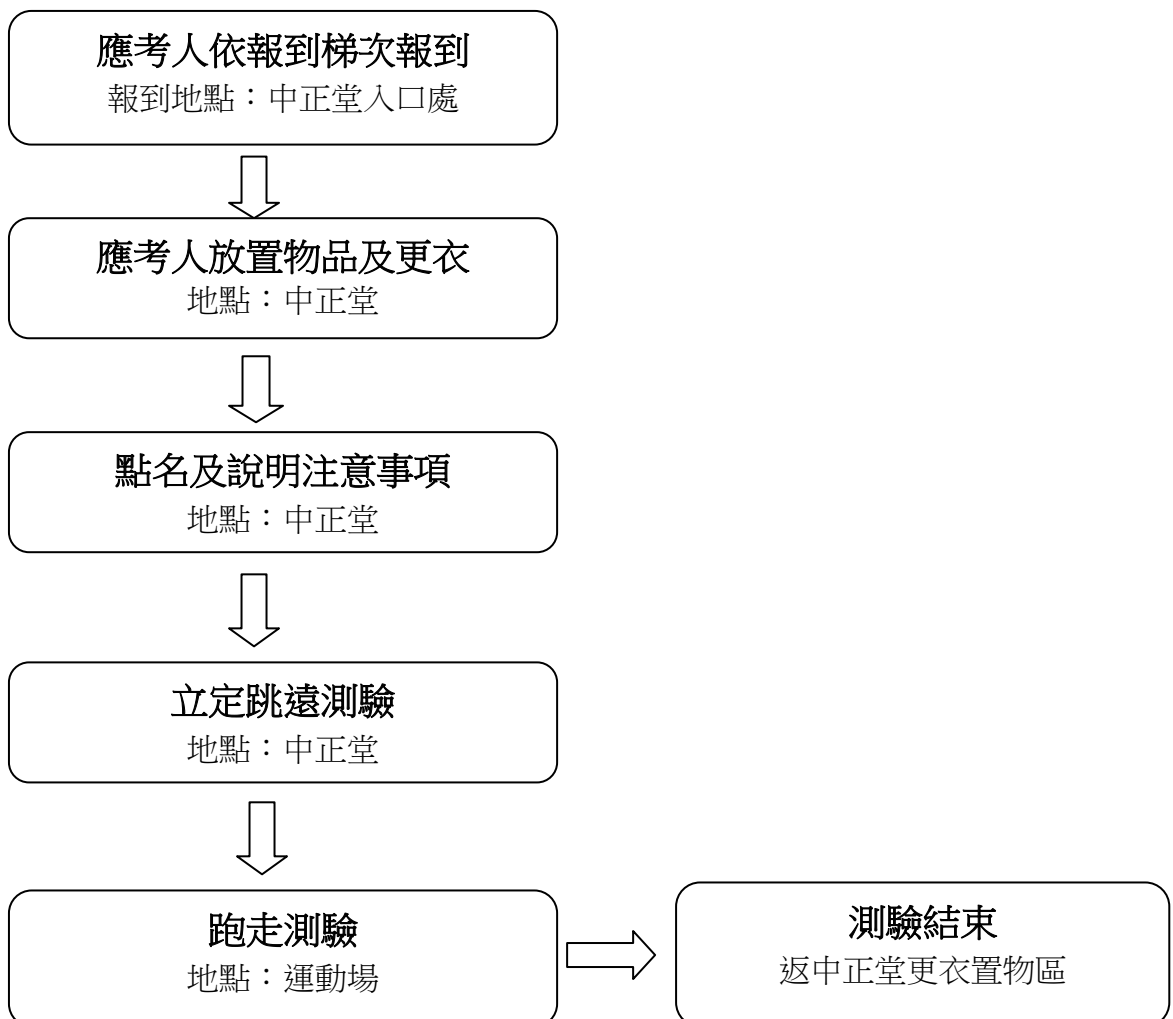 應考人依報到梯次報到
報到地點：中正堂入口處
應考人放置物品及更衣
地點：中正堂
點名及說明注意事項
地點：中正堂
立定跳遠測驗
地點：中正堂
跑走測驗
地點：運動場
測驗結束
返中正堂更衣置物區